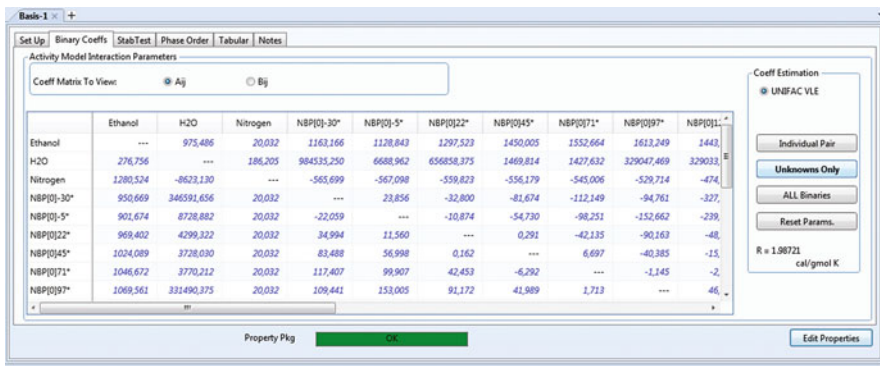 Basis-1 × +
Set Up Binary Coeffs StabTest Phase Order Tabular Notes
Activity Model Interaction Parameters
Coeff Matrix To View: Aij Bij
Ethanol H2O Nitrogen NBP[0]-30* NBP[0]-5* NBP[0]22* NBP[0]45* NBP[0]71* NBP[0]97* NBP[0]1:
Ethanol --- 975,486 20,032 1163,166 1128,843 1297,523 1450,005 1552,664 1613,249 1443,
H2O 276,756 --- 186,205 984535,250 6688,962 656858,375 1469,814 1427,632 329047,469 329033,
Nitrogen 1280,524 -8623,130 --- -565,699 -567,098 -559,823 -556,179 -545,006 -529,714 -474,
NBP[0]-30* 950,669 346591,656 20,032 --- 23,856 -32,800 -81,674 -112,149 -94,761 -327,
NBP[0]-5* 901,674 8728,882 20,032 -22,059 --- -10,874 -54,730 -98,251 -152,662 -239,
NBP[0]22* 969,402 4299,322 20,032 34,994 11,560 --- 0,291 -42,135 -90,163 -48,
NBP[0]45* 1024,089 3728,030 20,032 83,488 56,998 0,162 --- 6,697 -40,385 -15,
NBP[0]71* 1046,672 3770,212 20,032 117,407 99,907 42,453 -6,292 --- -1,145 -2,
NBP[0]97* 1069,561 331490,375 20,032 109,441 153,005 91,172 41,989 1,713 --- 46,
Coeff Estimation
UNIFAC VLE
Individual Pair
Unknowns Only
ALL Binaries
Reset Params.
R = 1.98721
cal/gmol K
Property Pkg OK Edit Properties